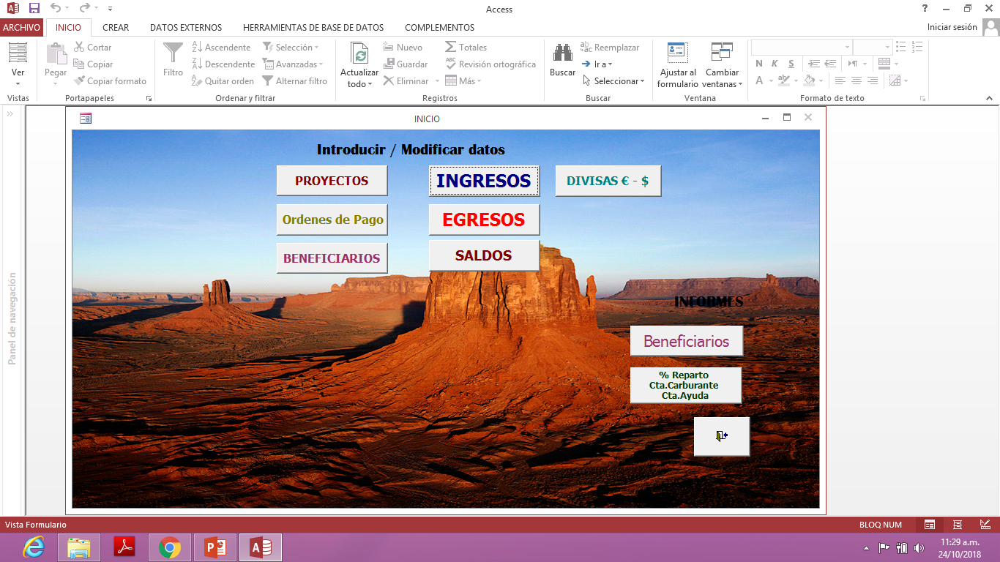 Access
ARCHIVO INICIO CREAR DATOS EXTERNOS HERRAMIENTAS DE BASE DE DATOS COMPLEMENTOS Iniciar sesión
Ver
Vistas
Pegar
Cortar
Copiar
Copiar formato
Portapapeles
Filtro
Ascendente
Descendente
Quitar orden
Selección
Avanzadas
Alternar filtro
Ordenar y filtrar
Actualizar
todo
Nuevo
Guardar
Eliminar
Totales
Revisión ortográfica
Más
Registros
Buscar
Reemplazar
Ir a
Seleccionar
Buscar
Ajustar al
formulario
Cambiar
ventanas
Ventana
N K S
A
Formato de texto
Panel de navegación
INICIO
Introducir / Modificar datos
PROYECTOS INGRESOS DIVISAS € - $
Ordenes de Pago EGRESOS
BENEFICIARIOS SALDOS
INFORMES
Beneficiarios
% Reparto
Cta.Carburante
Cta.Ayuda
Vista Formulario BLOQ NUM
11:29 a.m.
24/10/2018